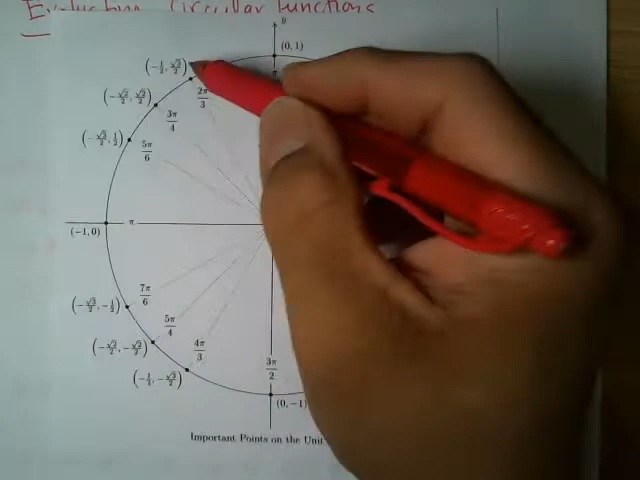 Evaluating Circular Functions
y
(0, 1)
(-1/2, √3/2)
2π/3
(-√2/2, √2/2)
3π/4
(-√3/2, 1/2)
5π/6
π
(-1, 0)
7π/6
(-√3/2, -1/2)
5π/4
(-√2/2, -√2/2)
4π/3
(-1/2, -√3/2)
3π/2
(0, -1)
Important Points on the Unit